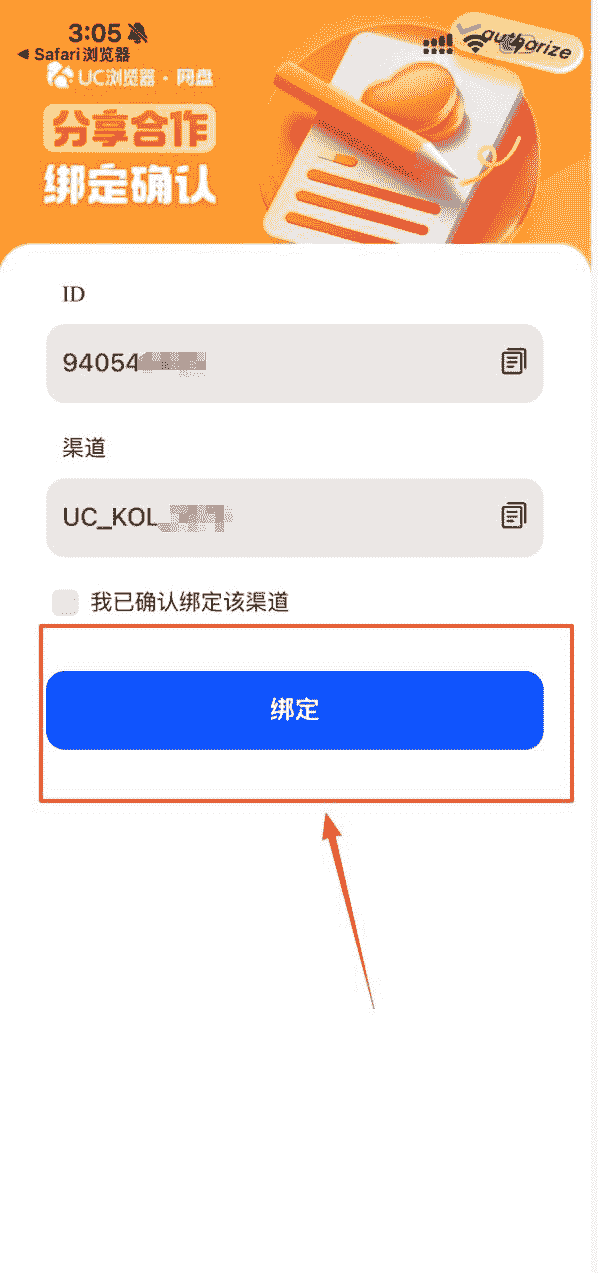 3:05
authorize
◀ Safari浏览器
UC浏览器 · 网盘
分享合作
绑定确认
ID
94054
渠道
UC_KOL_
我已确认绑定该渠道
绑定